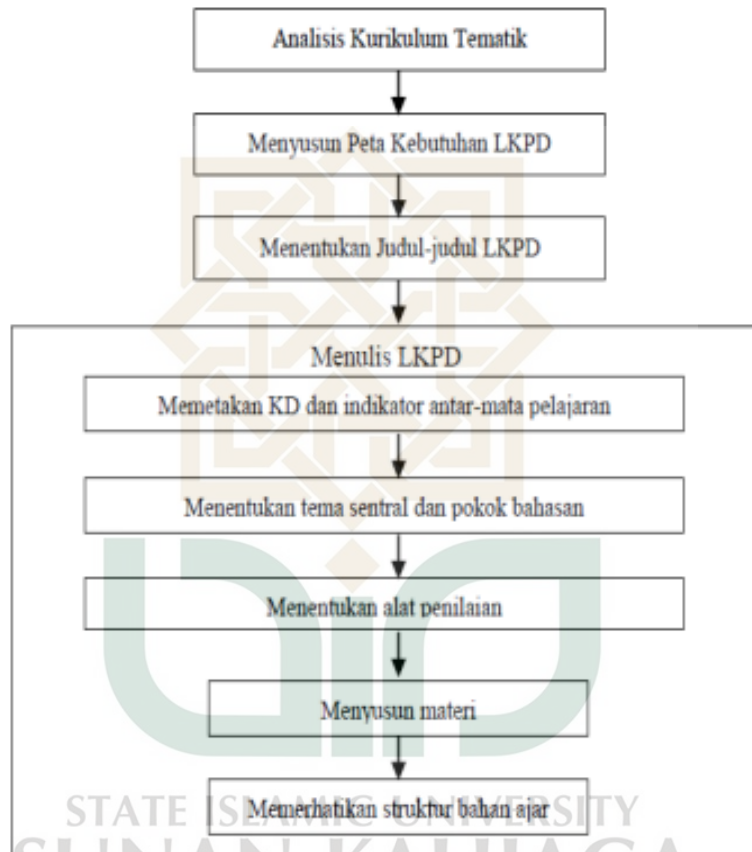 Analisis Kurikulum Tematik
Menyusun Peta Kebutuhan LKPD
Menentukan Judul-judul LKPD
Menulis LKPD
Memetakan KD dan indikator antar-mata pelajaran
Menentukan tema sentral dan pokok bahasan
Menentukan alat penilaian
Menyusun materi
Memerhatikan struktur bahan ajar
STATE ISLAMIC UNIVERSITY
SUNAN KALIJAGA